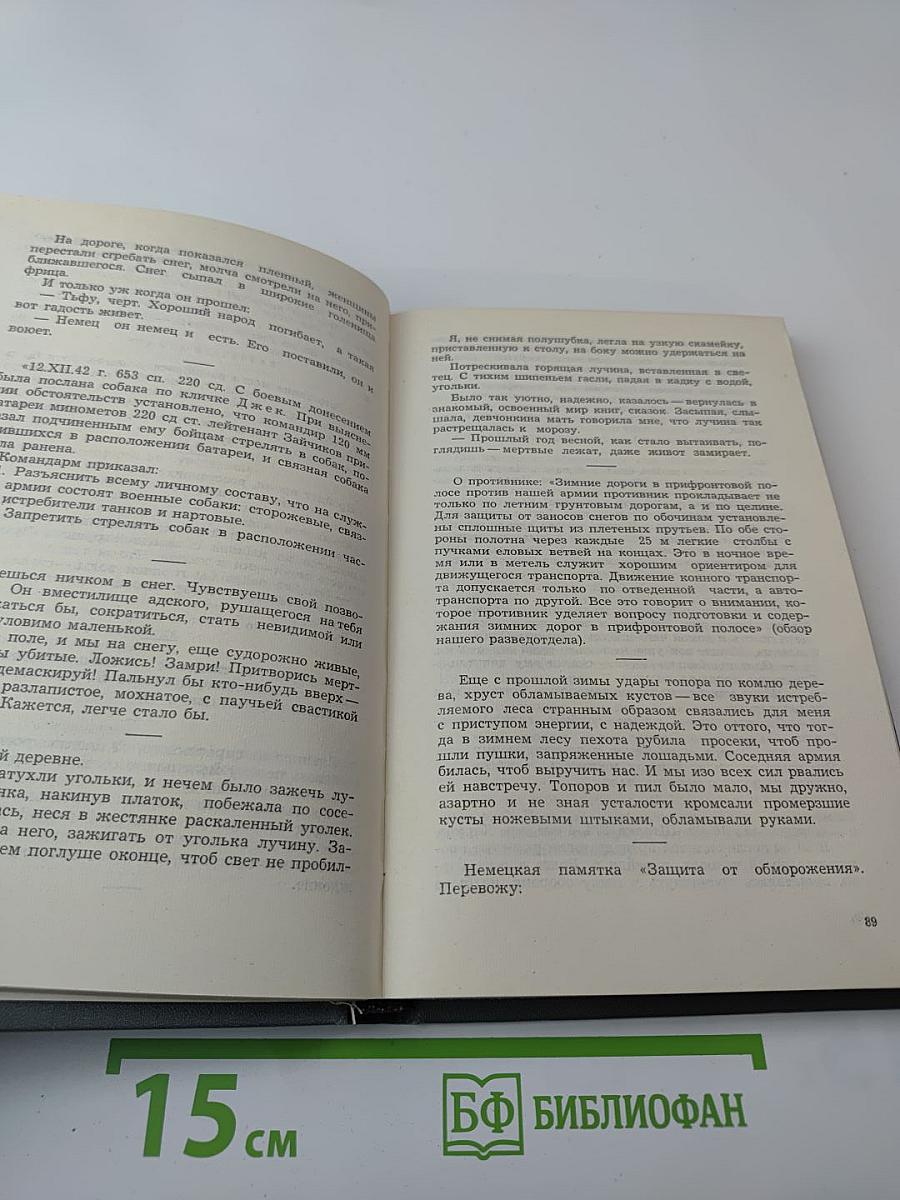 На дороге, когда показался пленный, женщины
перестали сгребать снег, молча смотрели на него, при-
ближавшегося. Снег сыпал в широкие голенища
фрица.
И только уж когда он прошел:
— Тьфу, черт. Хороший народ погибает, а такая
вот гадость живет.
— Немец он немец и есть. Его поставили, он и
воюет.
«12.XII.42 г. 653 сп. 220 сд. С боевым донесением
была послана собака по кличке Джек. При выясне-
ии обстоятельств установлено, что командир 120 мм
атареи минометов 220 сд ст. лейтенант Зайчиков при-
азал подчиненным ему бойцам стрелять в собак, по-
ившихся в расположении батареи, и связная собака
ла ранена.
Командарм приказал:
1. Разъяснить всему личному составу, что на служ-
армии состоят военные собаки: сторожевые, связ-
истребители танков и нартовые.
Запретить стрелять собак в расположении час-
ешься ничком в снег. Чувствуешь свой позво-
Он вместилище адского, рушащегося на тебя
жаться бы, сократиться, стать невидимой или
уловимо маленькой.
поле, и мы на снегу, еще судорожно живые,
ы убитые. Ложись! Замри! Притворись мерт-
демаскируй! Пальнул бы кто-нибудь вверх —
разлапистое, мохнатое, с паучьей свастикой
Кажется, легче стало бы.
й деревне.
атухли угольки, и нечем было зажечь лу-
нка, накинув платок, побежала по сосе-
ась, неся в жестянке раскаленный уголек.
а него, зажигать от уголька лучину. За-
ем поглуше оконце, чтоб свет не пробил-
Я, не снимая полушубка, легла на узкую скамейку,
приставленную к столу, на боку можно удержаться на
ней.
Потрескивала горящая лучина, вставленная в све-
тец. С тихим шипеньем гасли, падая в кадку с водой,
угольки.
Было так уютно, надежно, казалось — вернулась в
знакомый, освоенный мир книг, сказок. Засыпая, слы-
шала, девчонкина мать говорила мне, что лучина так
растрещалась к морозу.
— Прошлый год весной, как стало вытаивать, по-
глядишь — мертвые лежат, даже живот замирает.
О противнике: «Зимние дороги в прифронтовой по-
лосе против нашей армии противник прокладывает не
только по летним грунтовым дорогам, а и по целине.
Для защиты от заносов снегов по обочинам установле-
ны сплошные щиты из плетеных прутьев. По обе сто-
роны полотна через каждые 25 м легкие столбы с
пучками еловых ветвей на концах. Это в ночное вре-
мя или в метель служит хорошим ориентиром для
движущегося транспорта. Движение конного транспор-
та допускается только по отведенной части, а авто-
транспорта по другой. Все это говорит о внимании, ко-
торое противник уделяет вопросу подготовки и содер-
жания зимних дорог в прифронтовой полосе» (обзор
нашего разведотдела).
Еще с прошлой зимы удары топора по комлю дере-
ва, хруст обламываемых кустов — все звуки истреб-
ляемого леса странным образом связались для меня
с приступом энергии, с надеждой. Это оттого, что тог-
да в зимнем лесу пехота рубила просеки, чтоб про-
шли пушки, запряженные лошадьми. Соседняя армия
билась, чтоб выручить нас. И мы изо всех сил рвались
ей навстречу. Топоров и пил было мало, мы дружно,
азартно и не зная усталости кромсали промерзшие
кусты ножевыми штыками, обламывали руками.
Немецкая памятка «Защита от обморожения».
Перевожу:
89
15 см
БФ БИБЛИОФАН